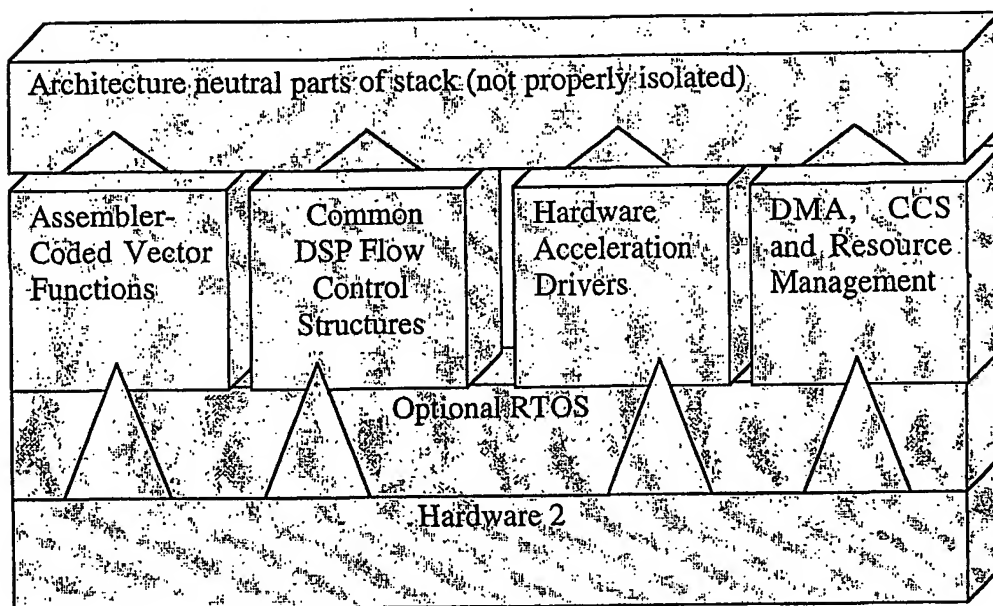 Architecture neutral parts of stack (not properly isolated)
Assembler-
Coded Vector
Functions
Common
DSP Flow
Control
Structures
Hardware
Acceleration
Drivers
DMA, CCS
and Resource
Management
Optional RTOS
Hardware 2